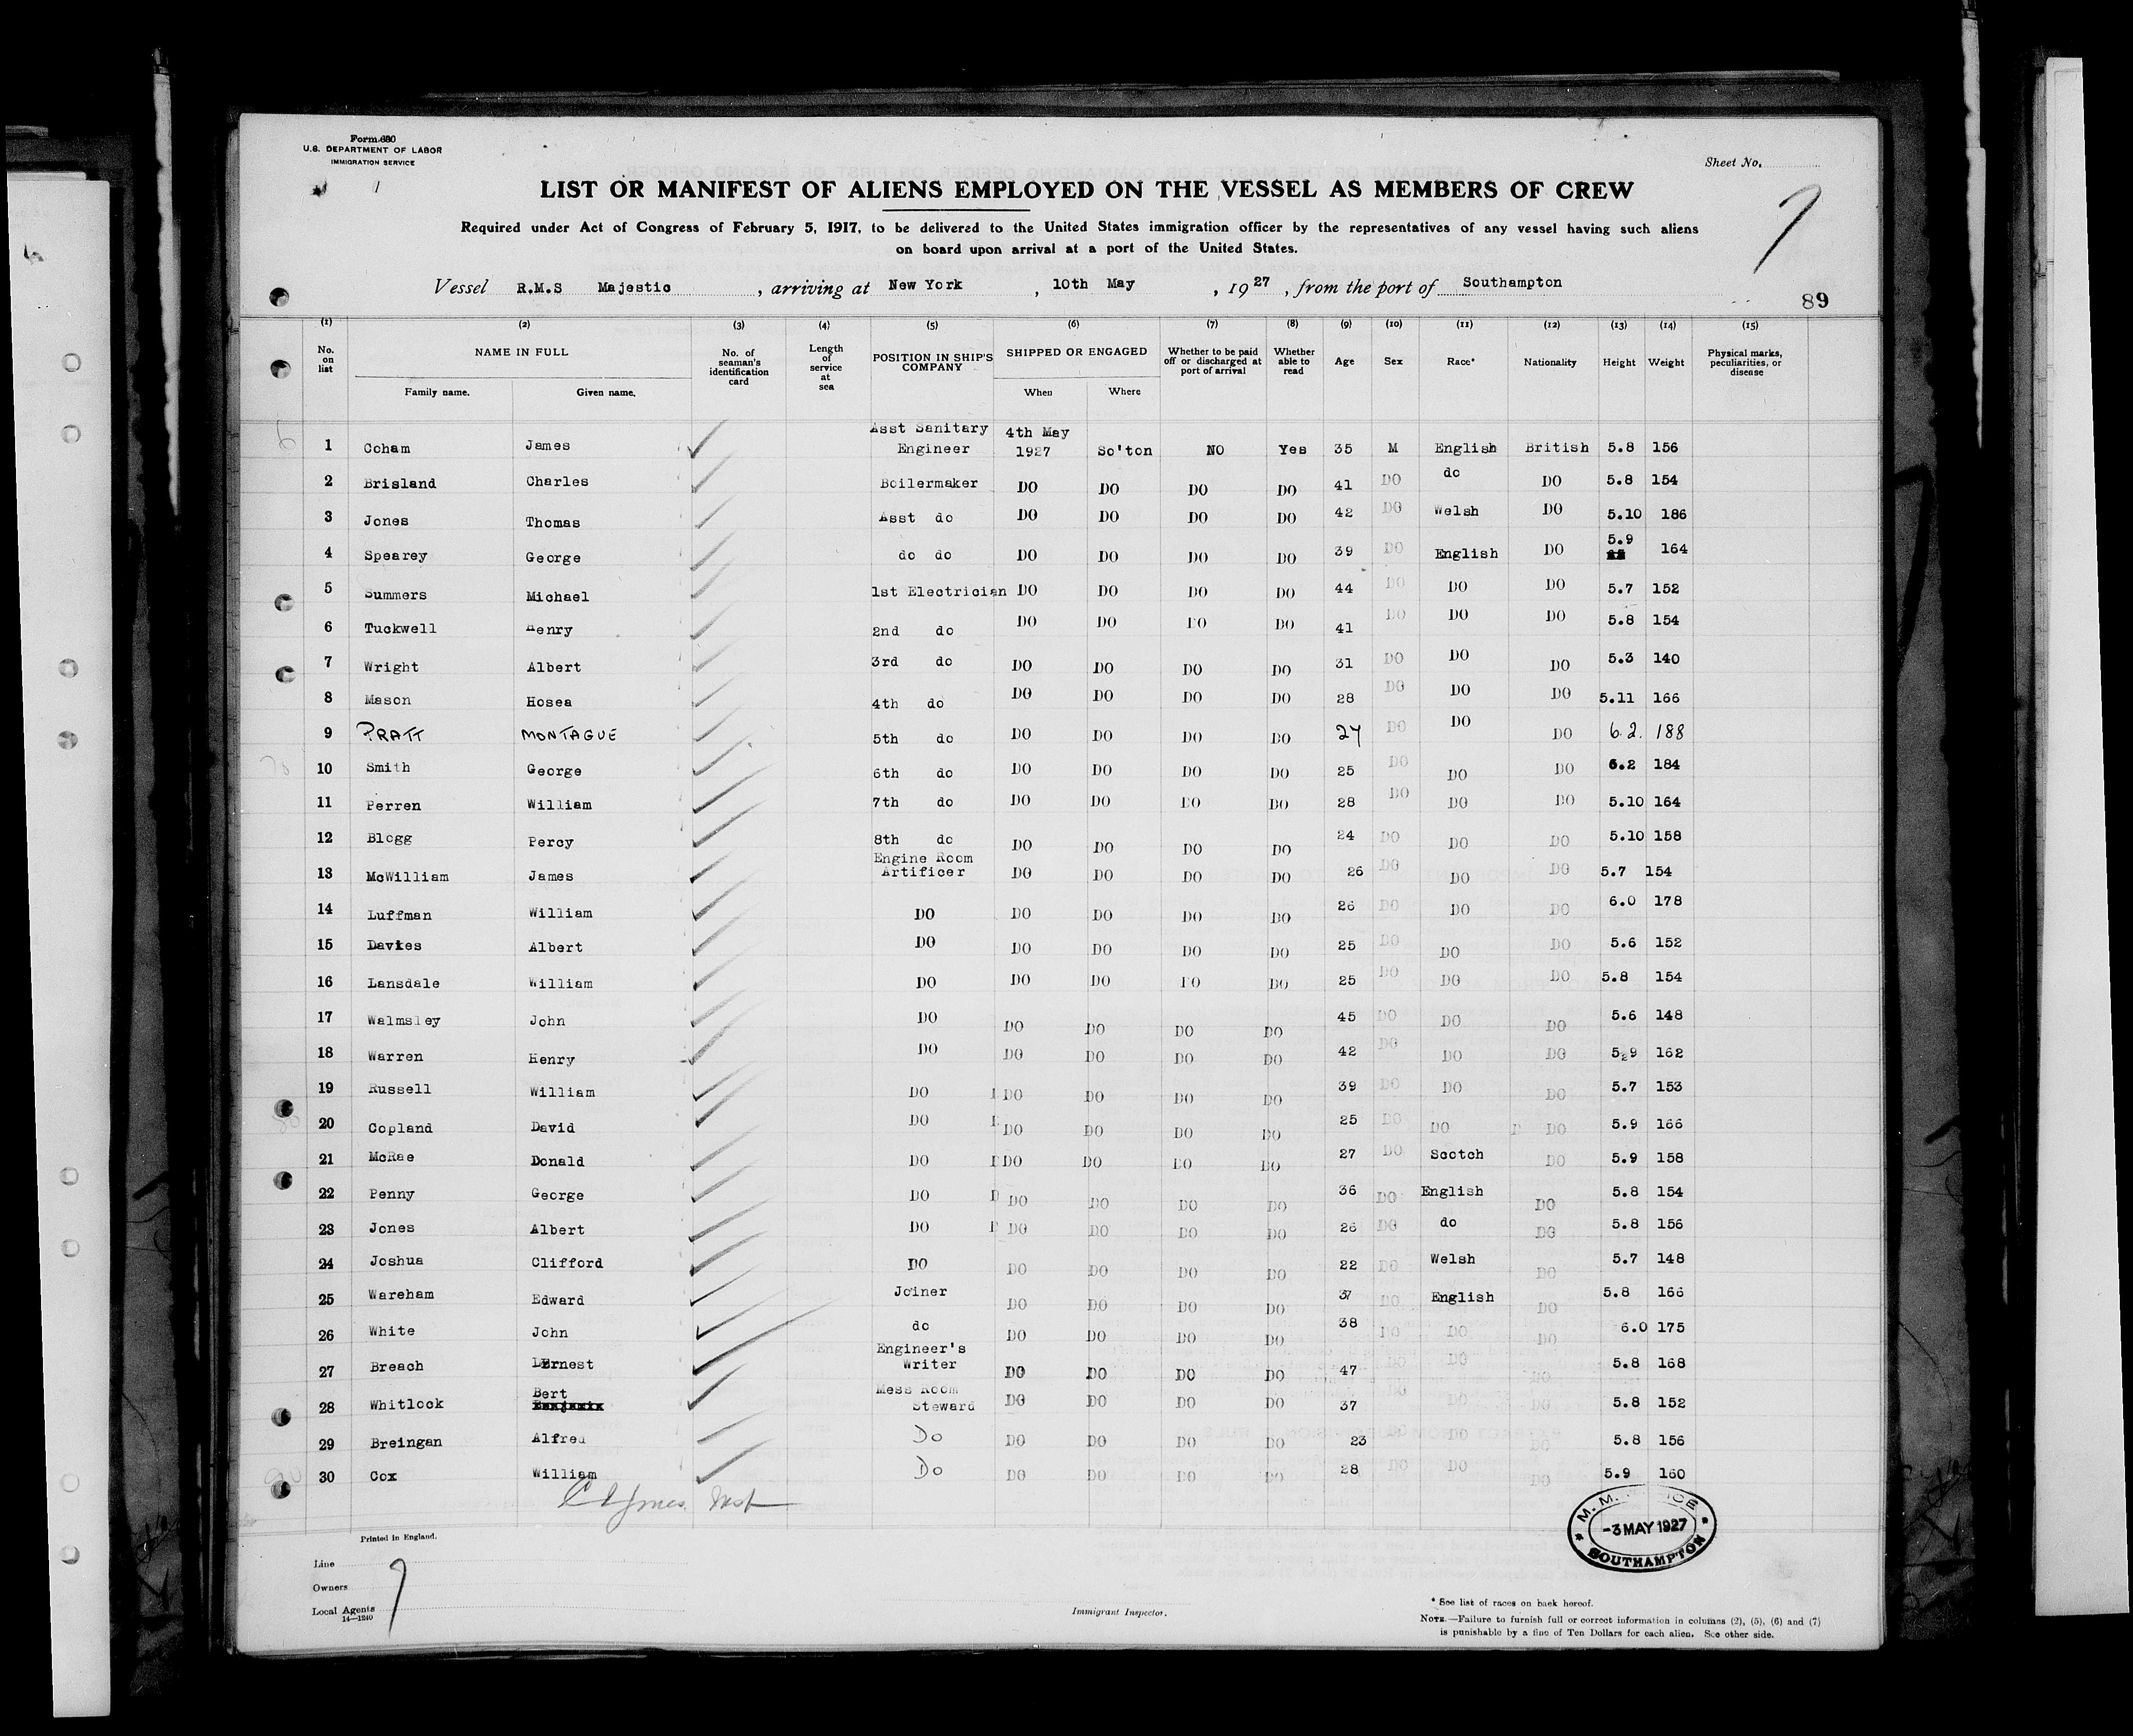 Form 680
U.S. DEPARTMENT OF LABOR
IMMIGRATION SERVICE
Sheet No.
LIST OR MANIFEST OF ALIENS EMPLOYED ON THE VESSEL AS MEMBERS OF CREW
7
Required under Act of Congress of February 5, 1917, to be delivered to the United States immigration officer by the representatives of any vessel having such aliens
on board upon arrival at a port of the United States.
Vessel R.M.S Majestic, arriving at New York, 10th May, 1927, from the port of Southampton
89
(1) (2) (3) (4) (5) (6) (7) (8) (9) (10) (11) (12) (13) (14) (15)
No. on list NAME IN FULL Family name. Given name. No. of seaman's identification card Length of service at sea POSITION IN SHIP'S COMPANY SHIPPED OR ENGAGED When Where Whether to be paid off or discharged at port of arrival Whether able to read Age Sex Race* Nationality Height Weight Physical marks, peculiarities, or disease
1 Coham James Asst Sanitary Engineer 4th May 1927 So'ton NO Yes 35 M English British 5.8 156
2 Brisland Charles Boilermaker DO DO DO DO 41 DO do DO 5.8 154
3 Jones Thomas Asst do DO DO DO DO 42 DO Welsh DO 5.10 186
4 Spearey George do do DO DO DO DO 39 DO English DO 5.9 164
5 Summers Michael 1st Electrician DO DO DO DO 44 DO DO DO 5.7 152
6 Tuckwell Henry 2nd do DO DO DO DO 41 DO DO DO 5.8 154
7 Wright Albert 3rd do DO DO DO DO 31 DO DO DO 5.3 140
8 Mason Hosea 4th do DO DO DO DO 28 DO DO DO 5.11 166
9 PRATT MONTAGUE 5th do DO DO DO DO 24 DO DO DO 6.2. 188
10 Smith George 6th do DO DO DO DO 25 DO DO DO 6.2 184
11 Perren William 7th do DO DO DO DO 28 DO DO DO 5.10 164
12 Blogg Percy 8th do DO DO DO DO 24 DO DO DO 5.10 158
13 McWilliam James Engine Room Artificer DO DO DO DO 26 DO DO DO 5.7 154
14 Luffman William DO DO DO DO DO 26 DO DO DO 6.0 178
15 Davies Albert DO DO DO DO DO 25 DO DO DO 5.6 152
16 Lansdale William DO DO DO DO DO 25 DO DO DO 5.8 154
17 Walmsley John DO DO DO DO DO 45 DO DO DO 5.6 148
18 Warren Henry DO DO DO DO DO 42 DO DO DO 5.9 162
19 Russell William DO DO DO DO DO 39 DO DO DO 5.7 153
20 Copland David DO DO DO DO DO 25 DO DO DO 5.9 166
21 McRae Donald DO DO DO DO DO 27 DO Scotch DO 5.9 158
22 Penny George DO DO DO DO DO 36 DO English DO 5.8 154
23 Jones Albert DO DO DO DO DO 26 DO do DO 5.8 156
24 Joshua Clifford DO DO DO DO DO 22 DO Welsh DO 5.7 148
25 Wareham Edward Joiner DO DO DO DO 37 DO English DO 5.8 166
26 White John do DO DO DO DO 38 DO DO DO 6.0 175
27 Breach Ernest Engineer's Writer DO DO DO DO 47 DO DO DO 5.8 168
28 Whitlock Bert Mess Room Steward DO DO DO DO 37 DO DO DO 5.8 152
29 Breingan Alfred Do DO DO DO DO 23 DO DO DO 5.8 156
30 Cox William Do DO DO DO DO 28 DO DO DO 5.9 160
-3 MAY 1927
SOUTHAMPTON
Printed in England.
Line
Owners
Local Agents
14—1240
7
Immigrant Inspector.
* See list of races on back hereof.
NOTE.—Failure to furnish full or correct information in columns (2), (5), (6) and (7)
is punishable by a fine of Ten Dollars for each alien. See other side.